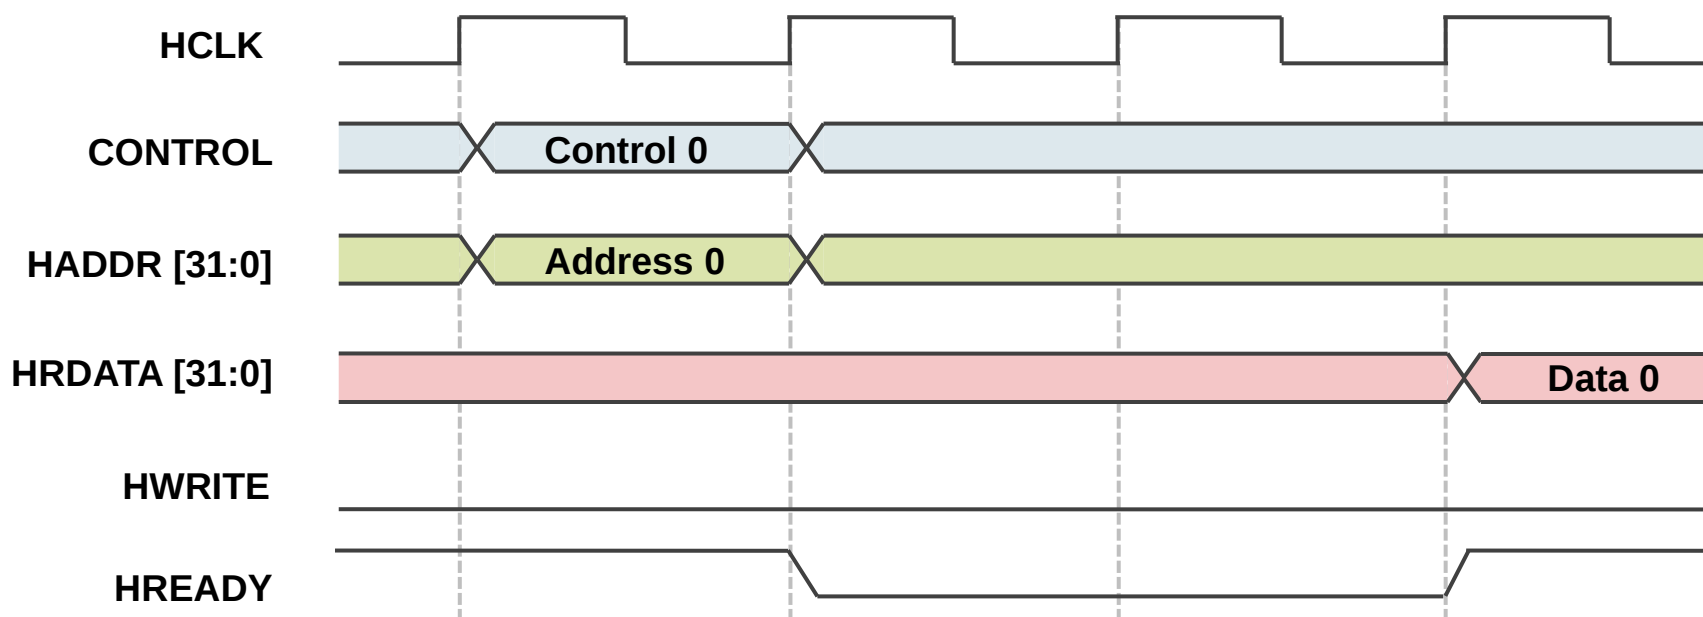 HCLK
CONTROL
Control 0
HADDR [31:0]
Address 0
HRDATA [31:0]
Data 0
HWRITE
HREADY